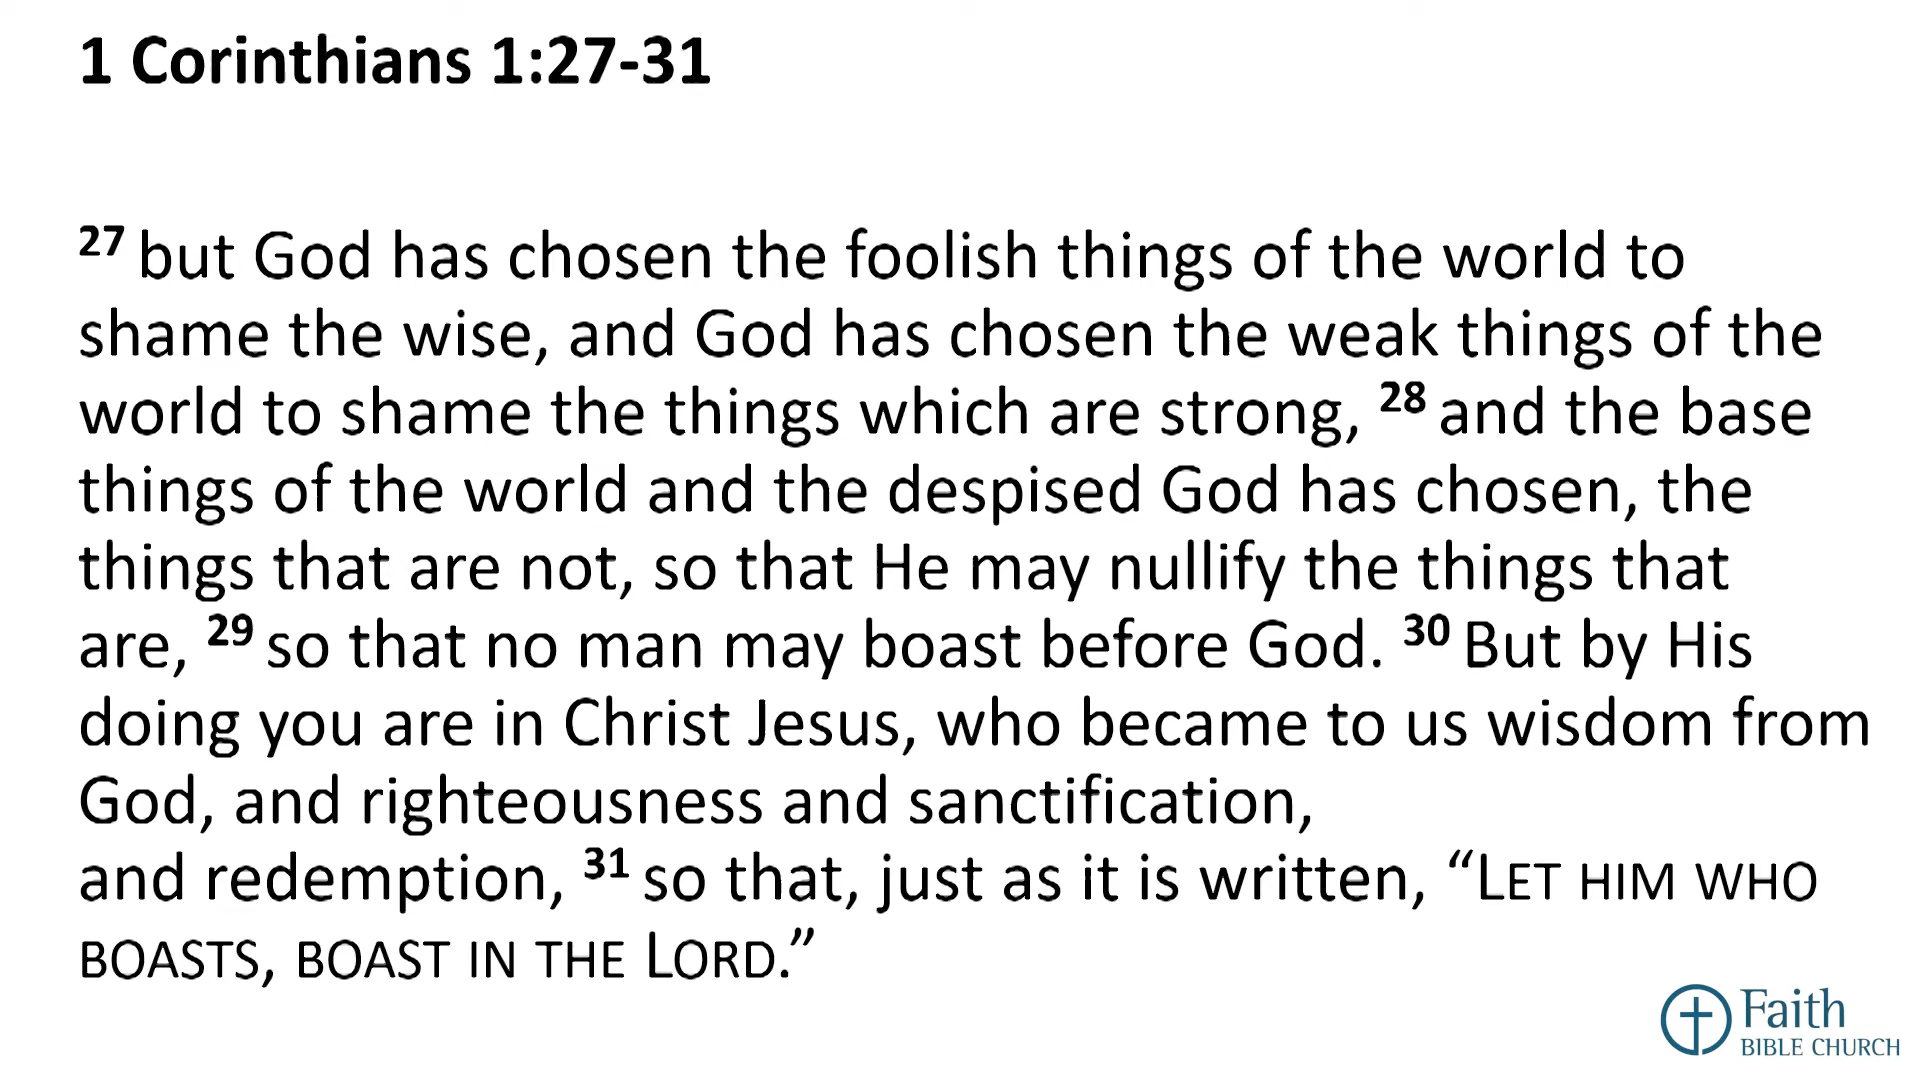 1 Corinthians 1:27-31
27 but God has chosen the foolish things of the world to
shame the wise, and God has chosen the weak things of the
world to shame the things which are strong, 28 and the base
things of the world and the despised God has chosen, the
things that are not, so that He may nullify the things that
are, 29 so that no man may boast before God. 30 But by His
doing you are in Christ Jesus, who became to us wisdom from
God, and righteousness and sanctification,
and redemption, 31 so that, just as it is written, “LET HIM WHO
BOASTS, BOAST IN THE LORD.”
Faith
BIBLE CHURCH